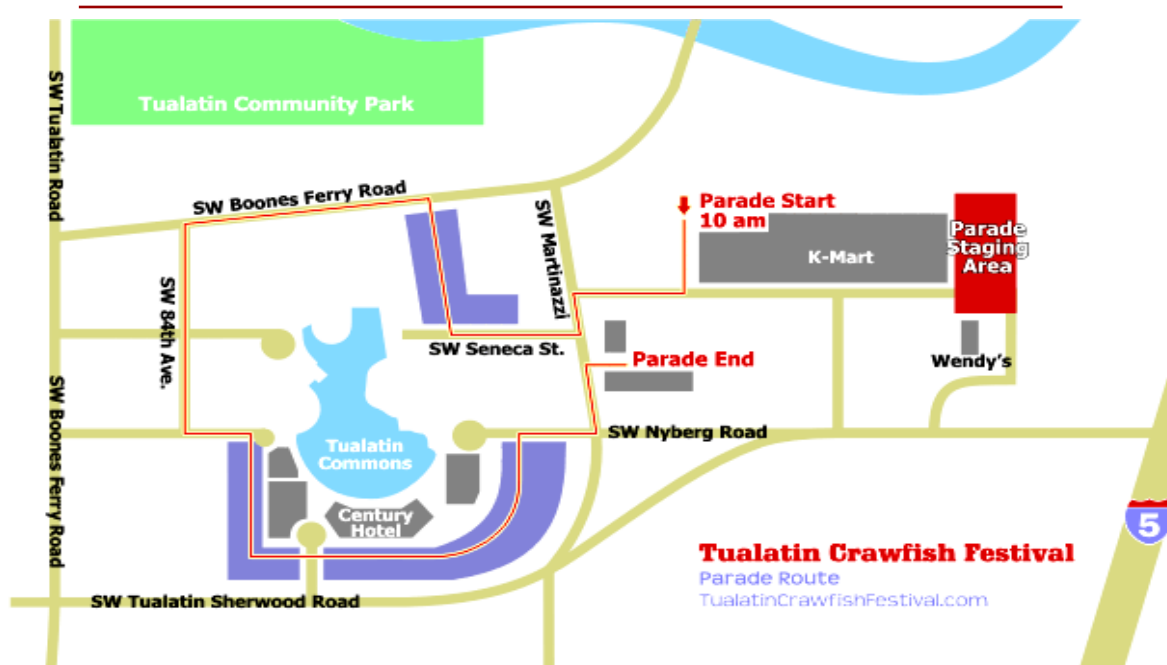 Tualatin Community Park
SW Tualatin Road
SW Boones Ferry Road
SW Martinazzi
Parade Start
10 am
K-Mart
Parade
Staging
Area
SW 84th Ave.
SW Seneca St.
Parade End
Wendy's
SW Boones Ferry Road
Tualatin
Commons
SW Nyberg Road
Century
Hotel
5
Tualatin Crawfish Festival
Parade Route
TualatinCrawfishFestival.com
SW Tualatin Sherwood Road